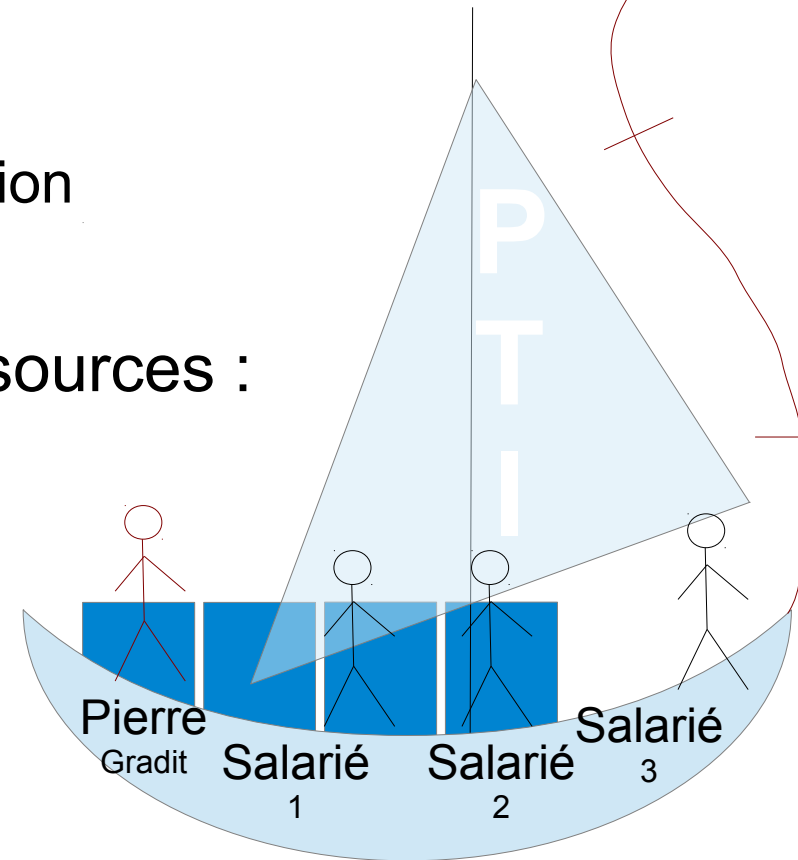 ion
sources :
P
T
I
Pierre
Gradit
Salarié
1
Salarié
2
Salarié
3